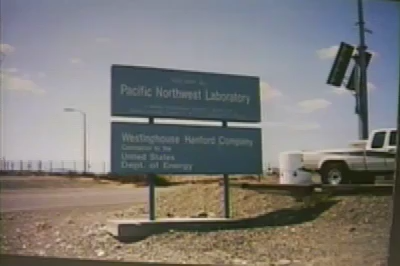 Pacific Northwest Laboratory
Westinghouse Hanford Company
Contractor to the
United States
Dept. of Energy